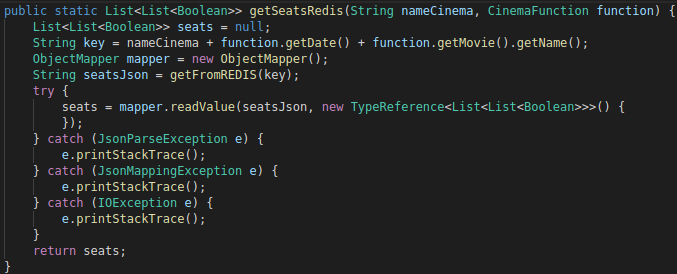 public static List<List<Boolean>> getSeatsRedis(String nameCinema, CinemaFunction function) {
    List<List<Boolean>> seats = null;
    String key = nameCinema + function.getDate() + function.getMovie().getName();
    ObjectMapper mapper = new ObjectMapper();
    String seatsJson = getFromREDIS(key);
    try {
        seats = mapper.readValue(seatsJson, new TypeReference<List<List<Boolean>>>() {
        });
    } catch (JsonParseException e) {
        e.printStackTrace();
    } catch (JsonMappingException e) {
        e.printStackTrace();
    } catch (IOException e) {
        e.printStackTrace();
    }
    return seats;
}